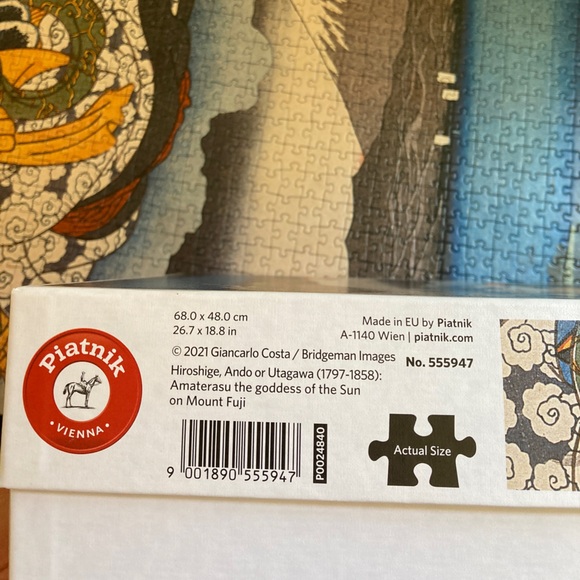 68.0 x 48.0 cm
26.7 x 18.8 in
Made in EU by Piatnik
A-1140 Wien | piatnik.com
© 2021 Giancarlo Costa / Bridgeman Images
No. 555947
Hiroshige, Ando or Utagawa (1797-1858):
Amaterasu the goddess of the Sun
on Mount Fuji
Piatnik
• VIENNA •
9 001890 555947
P0024840
Actual Size